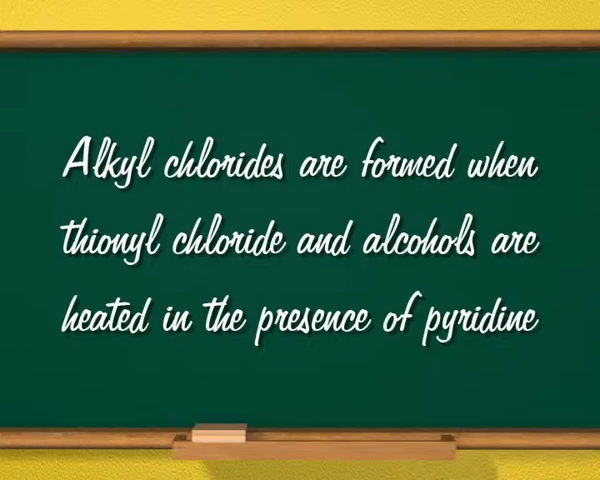 Alkyl chlorides are formed when
thionyl chloride and alcohols are
heated in the presence of pyridine